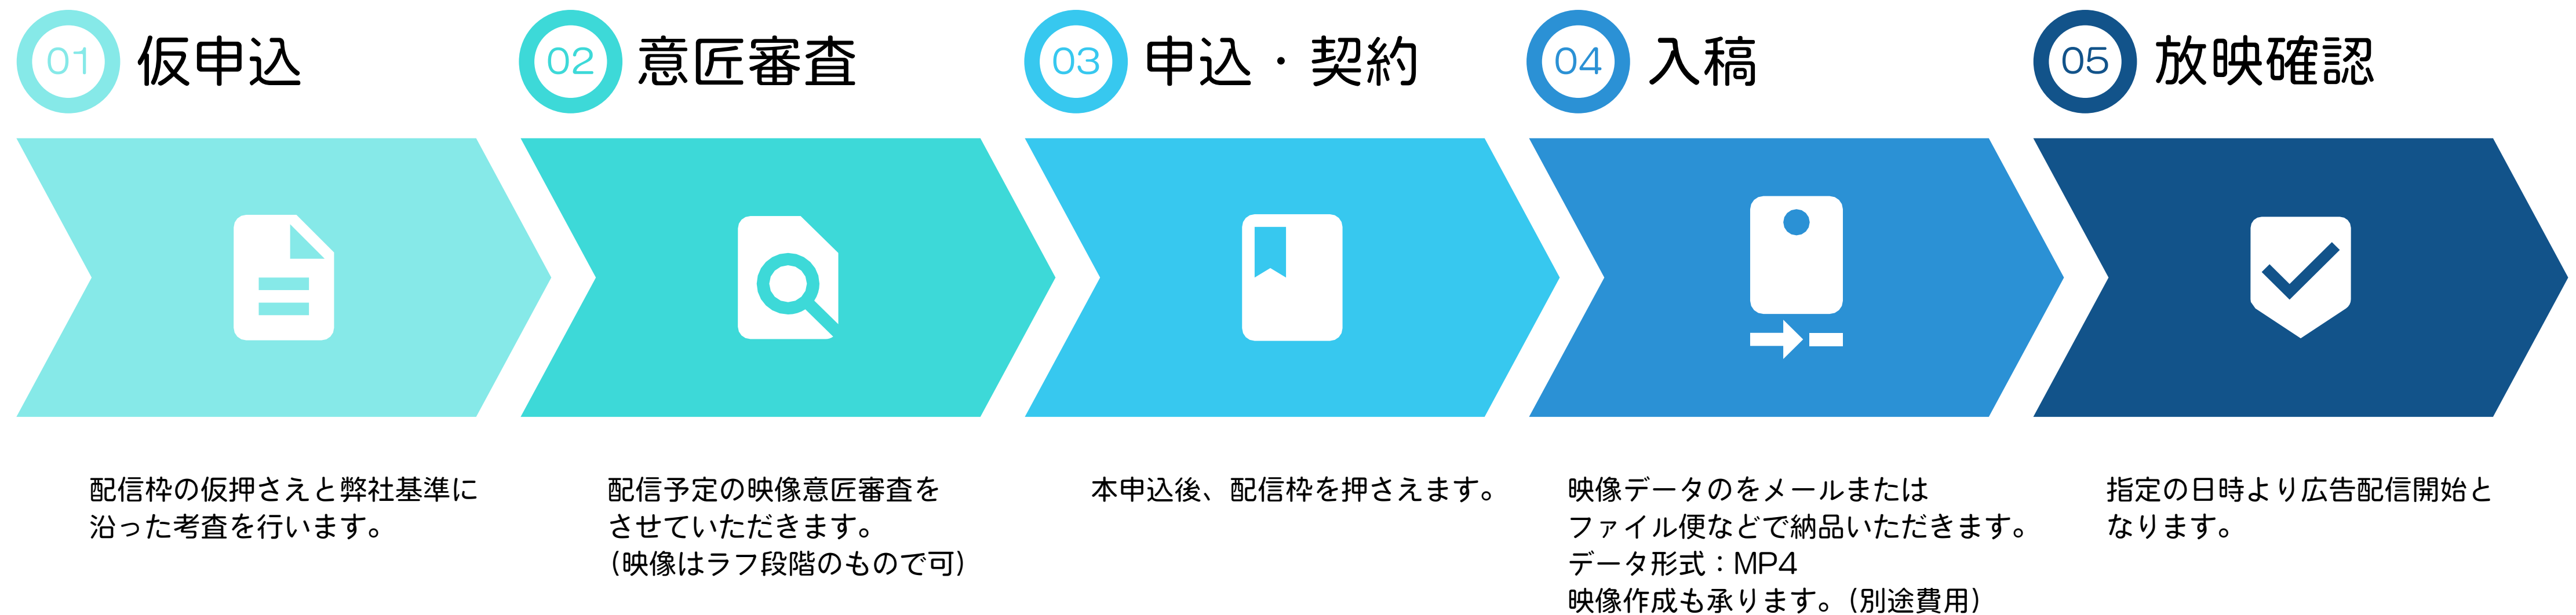 01 仮申込
02 意匠審査
03 申込・契約
04 入稿
05 放映確認
配信枠の仮押さえと弊社基準に
沿った考査を行います。
配信予定の映像意匠審査を
させていただきます。
（映像はラフ段階のもので可）
本申込後、配信枠を押さえます。
映像データのをメールまたは
ファイル便などで納品いただきます。
データ形式：MP4
映像作成も承ります。（別途費用）
指定の日時より広告配信開始と
なります。